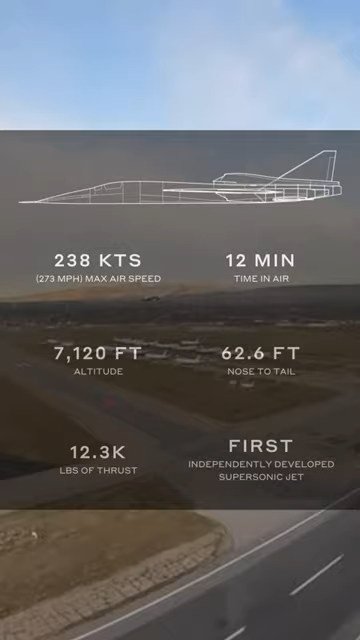 238 KTS
(273 MPH) MAX AIR SPEED
12 MIN
TIME IN AIR
7,120 FT
ALTITUDE
62.6 FT
NOSE TO TAIL
12.3K
LBS OF THRUST
FIRST
INDEPENDENTLY DEVELOPED
SUPERSONIC JET